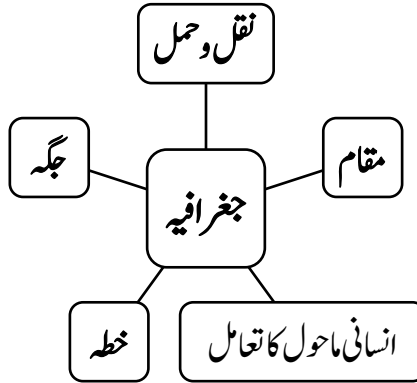 نقل و حمل
مقام
جگہ
جغرافیہ
انسانی ماحول کا تعامل
خطہ